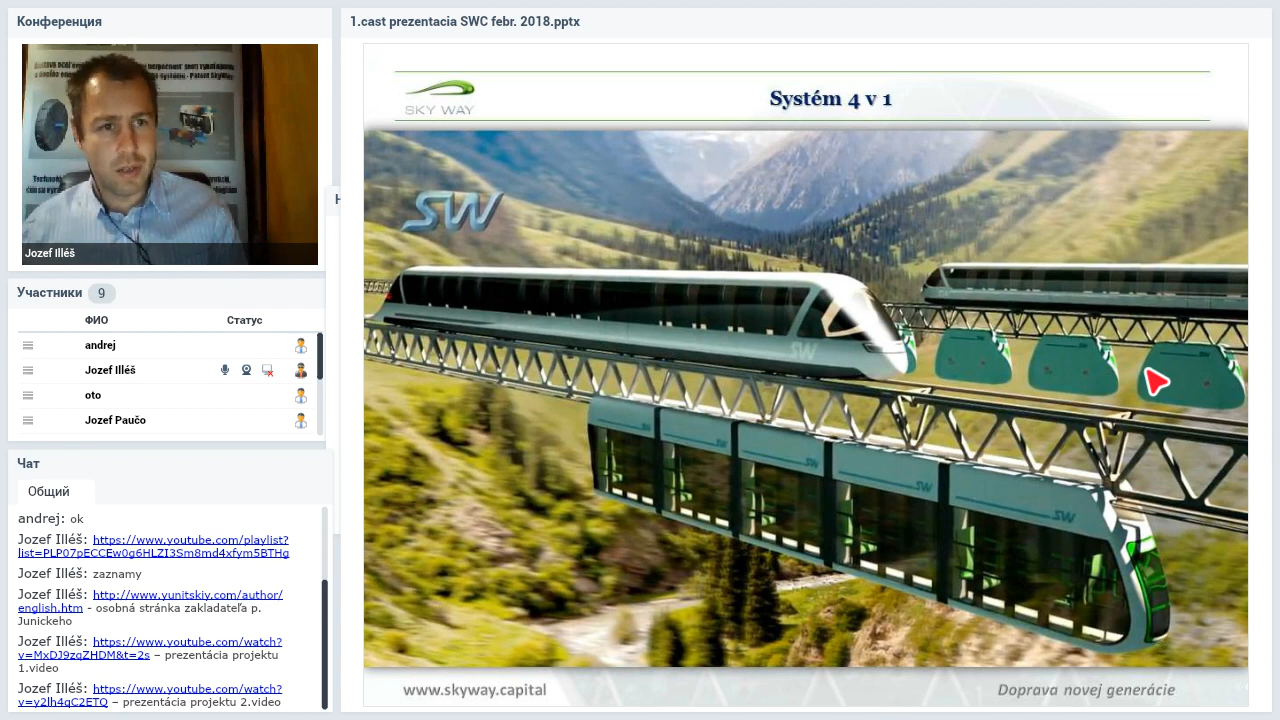 Конференция
Jozef Illéš
Участники 9
ФИО Статус
andrej
Jozef Illéš
oto
Jozef Paučo
Чат
Общий
andrej: ok
Jozef Illéš: https://www.youtube.com/playlist?
list=PLP07pECCEw0g6HLZI3Sm8md4xfym5BTHg
Jozef Illéš: zaznamy
Jozef Illéš: http://www.yunitskiy.com/author/
english.htm - osobná stránka zakladateľa p.
Junickeho
Jozef Illéš: https://www.youtube.com/watch?
v=MxDJ9zqZHDM&t=2s – prezentácia projektu
1.video
Jozef Illéš: https://www.youtube.com/watch?
v=y2lh4qC2ETQ – prezentácia projektu 2.video
1.cast prezentacia SWC febr. 2018.pptx
SKY WAY
Systém 4 v 1
SW
SW
SW
SW
SW
SW
SW
www.skyway.capital
Doprava novej generácie